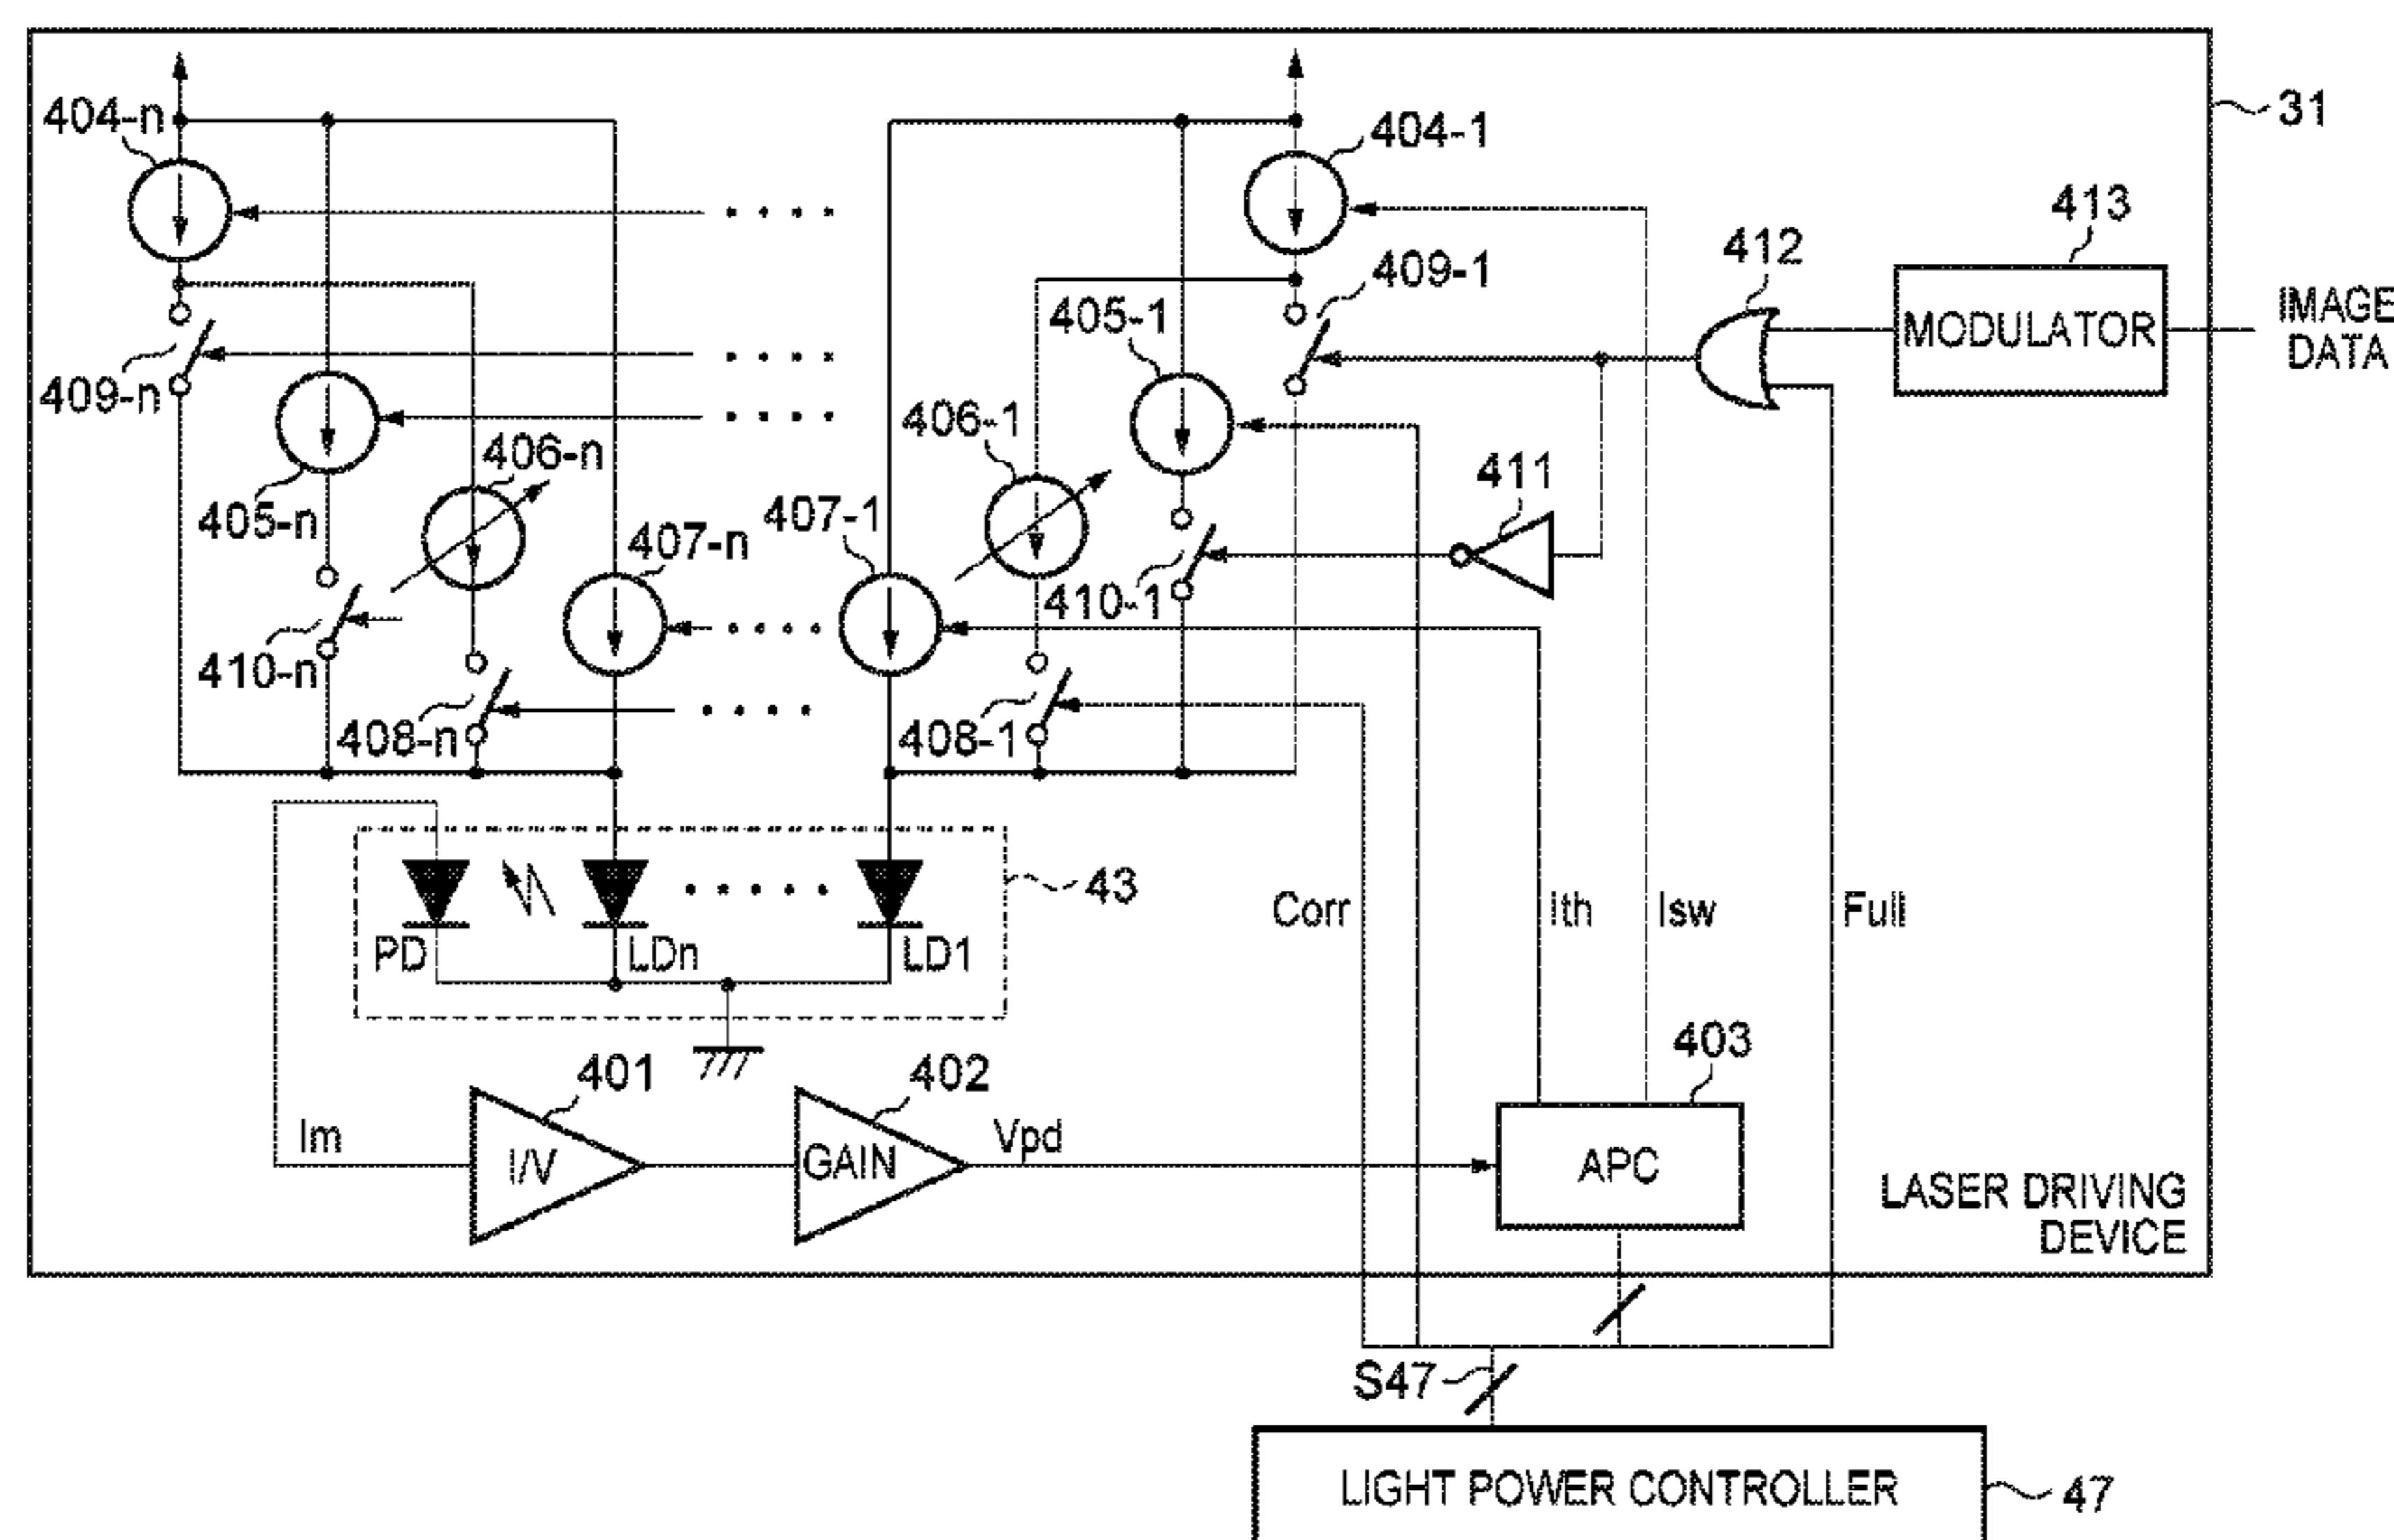 404-n
404-1
31
413
412
409-1
IMAGE
DATA
MODULATOR
405-1
409-n
406-1
406-n
411
405-n
407-1
407-n
410-1
410-n
408-n
408-1
43
Corr
Ith
Isw
Full
PD
LDn
LD1
403
401
402
Im
I/V
GAIN
Vpd
APC
LASER DRIVING
DEVICE
S47
LIGHT POWER CONTROLLER
47